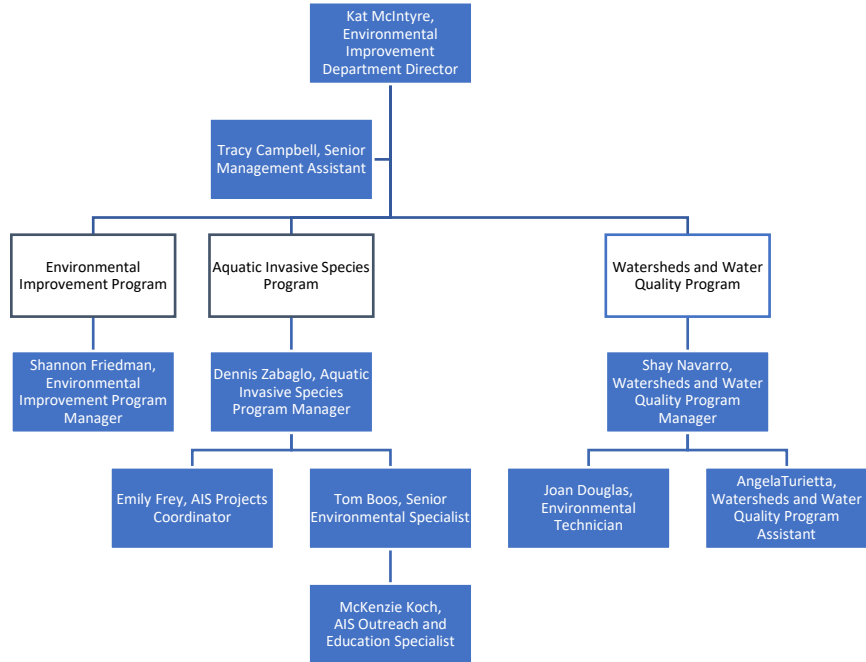 Kat McIntyre,
Environmental
Improvement
Department Director
Tracy Campbell, Senior
Management Assistant
Environmental
Improvement Program
Aquatic Invasive Species
Program
Watersheds and Water
Quality Program
Shannon Friedman,
Environmental
Improvement Program
Manager
Dennis Zabaglo, Aquatic
Invasive Species
Program Manager
Shay Navarro,
Watersheds and Water
Quality Program
Manager
Emily Frey, AIS Projects
Coordinator
Tom Boos, Senior
Environmental Specialist
Joan Douglas,
Environmental
Technician
AngelaTurietta,
Watersheds and Water
Quality Program
Assistant
McKenzie Koch,
AIS Outreach and
Education Specialist